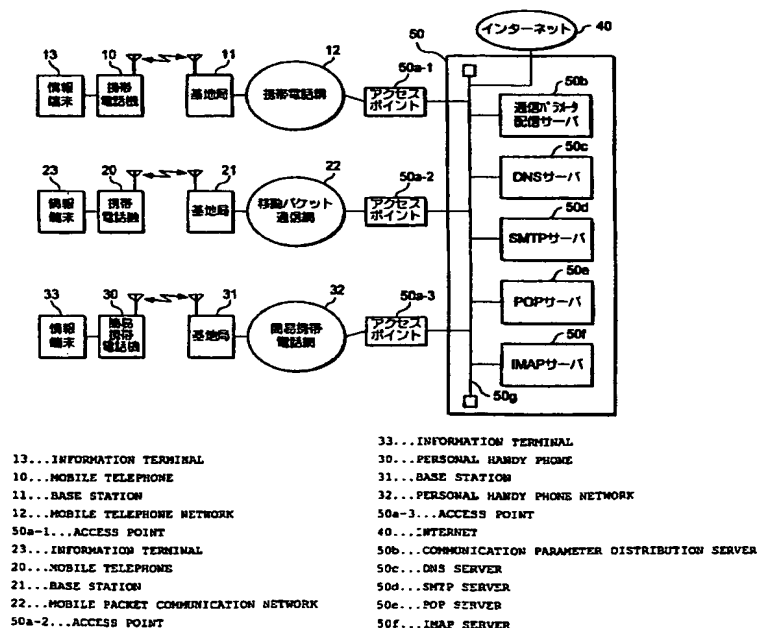 インターネット 40
50
13 10 11 12 50a-1
情報端末
携帯電話機
基地局
携帯電話網
アクセスポイント
50b
通信パラメータ配信サーバ
23 20 21 22 50a-2
情報端末
携帯電話機
基地局
移動パケット通信網
アクセスポイント
50c
DNSサーバ
50d
SMTPサーバ
33 30 31 32 50a-3
情報端末
簡易携帯電話機
基地局
簡易携帯電話網
アクセスポイント
50e
POPサーバ
50f
IMAPサーバ
50g
13...INFORMATION TERMINAL
10...MOBILE TELEPHONE
11...BASE STATION
12...MOBILE TELEPHONE NETWORK
50a-1...ACCESS POINT
23...INFORMATION TERMINAL
20...MOBILE TELEPHONE
21...BASE STATION
22...MOBILE PACKET COMMUNICATION NETWORK
50a-2...ACCESS POINT
33...INFORMATION TERMINAL
30...PERSONAL HANDY PHONE
31...BASE STATION
32...PERSONAL HANDY PHONE NETWORK
50a-3...ACCESS POINT
40...INTERNET
50b...COMMUNICATION PARAMETER DISTRIBUTION SERVER
50c...DNS SERVER
50d...SMTP SERVER
50e...POP SERVER
50f...IMAP SERVER